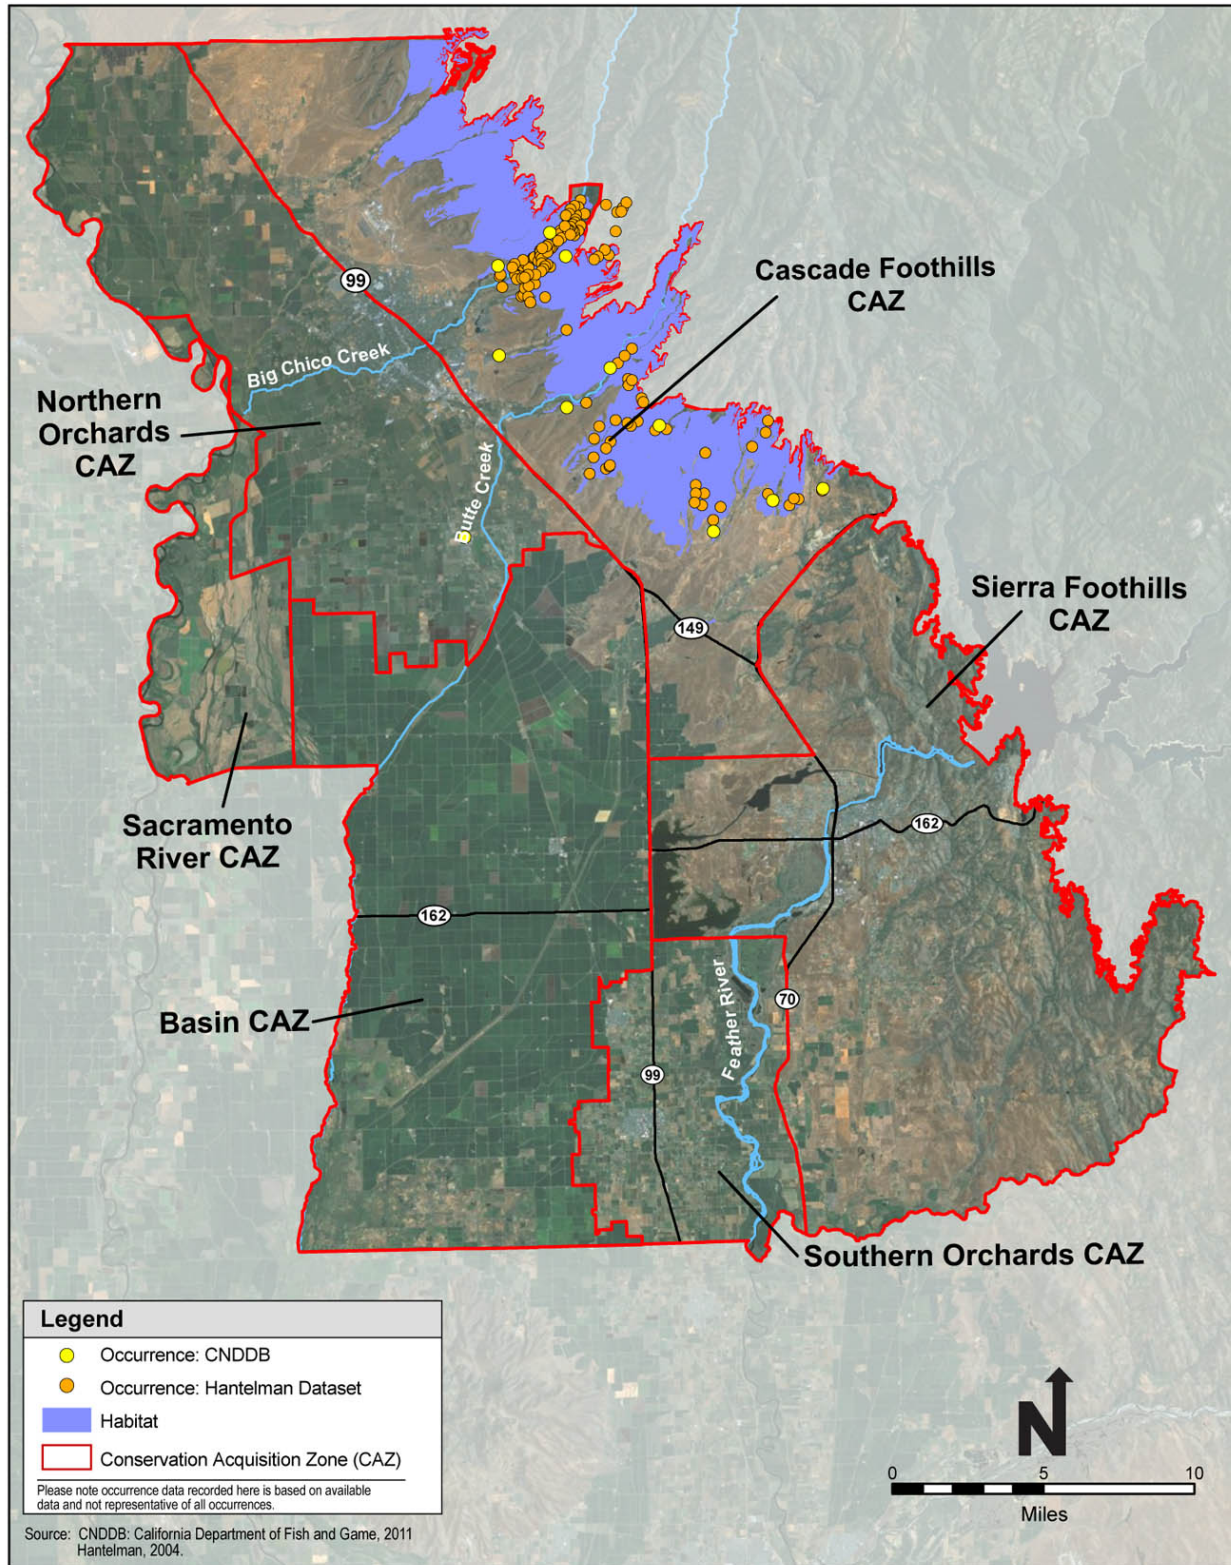 Cascade Foothills
CAZ
99
Big Chico Creek
Northern
Orchards
CAZ
Butte Creek
Sierra Foothills
CAZ
149
Sacramento
River CAZ
162
162
Basin CAZ
Feather River
70
99
Southern Orchards CAZ
Legend
Occurrence: CNDDB
Occurrence: Hantelman Dataset
Habitat
Conservation Acquisition Zone (CAZ)
Please note occurrence data recorded here is based on available
data and not representative of all occurrences.
Source: CNDDB: California Department of Fish and Game, 2011
Hantelman, 2004.
N
0 5 10
Miles